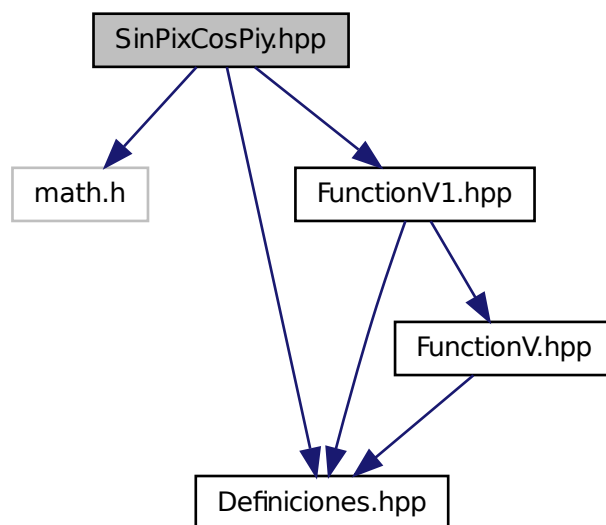 SinPixCosPiy.hpp
math.h
FunctionV1.hpp
FunctionV.hpp
Definiciones.hpp